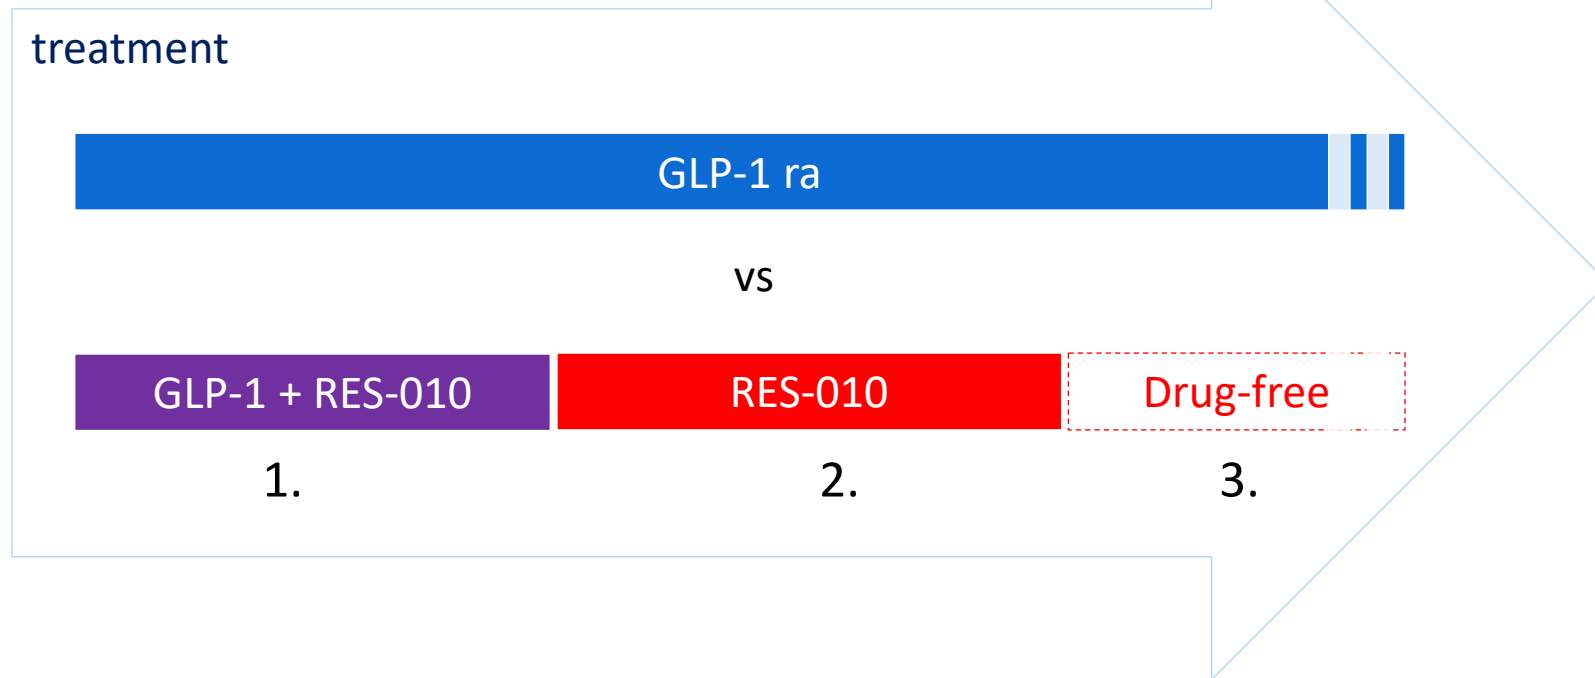 treatment
GLP-1 ra
vs
GLP-1 + RES-010
RES-010
Drug-free
1.
2.
3.